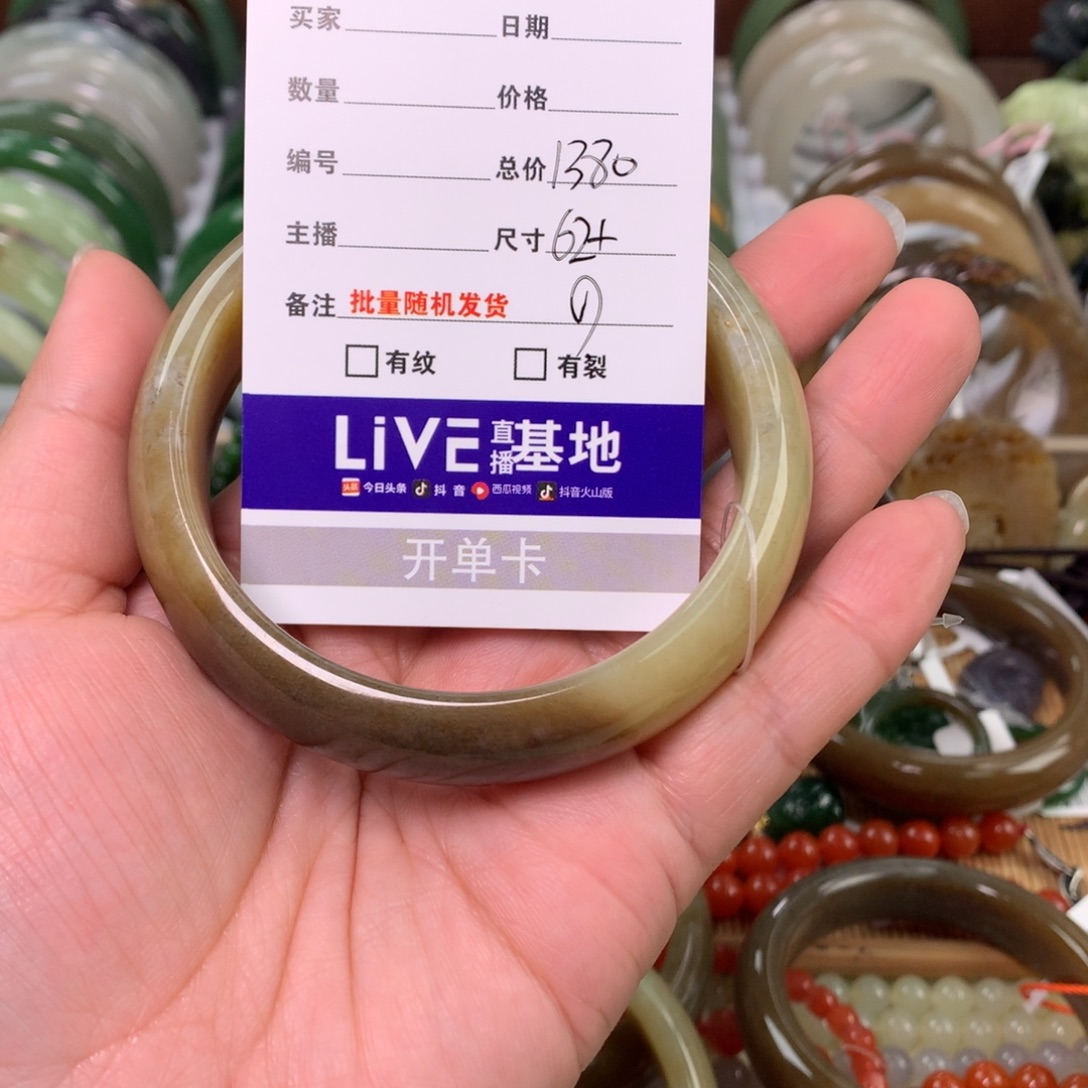 买家 日期
数量 价格
编号 总价 1380
主播 尺寸 62+
备注 批量随机发货
有纹 有裂
LiVE 直播基地
今日头条 抖音 西瓜视频 抖音火山版
开单卡